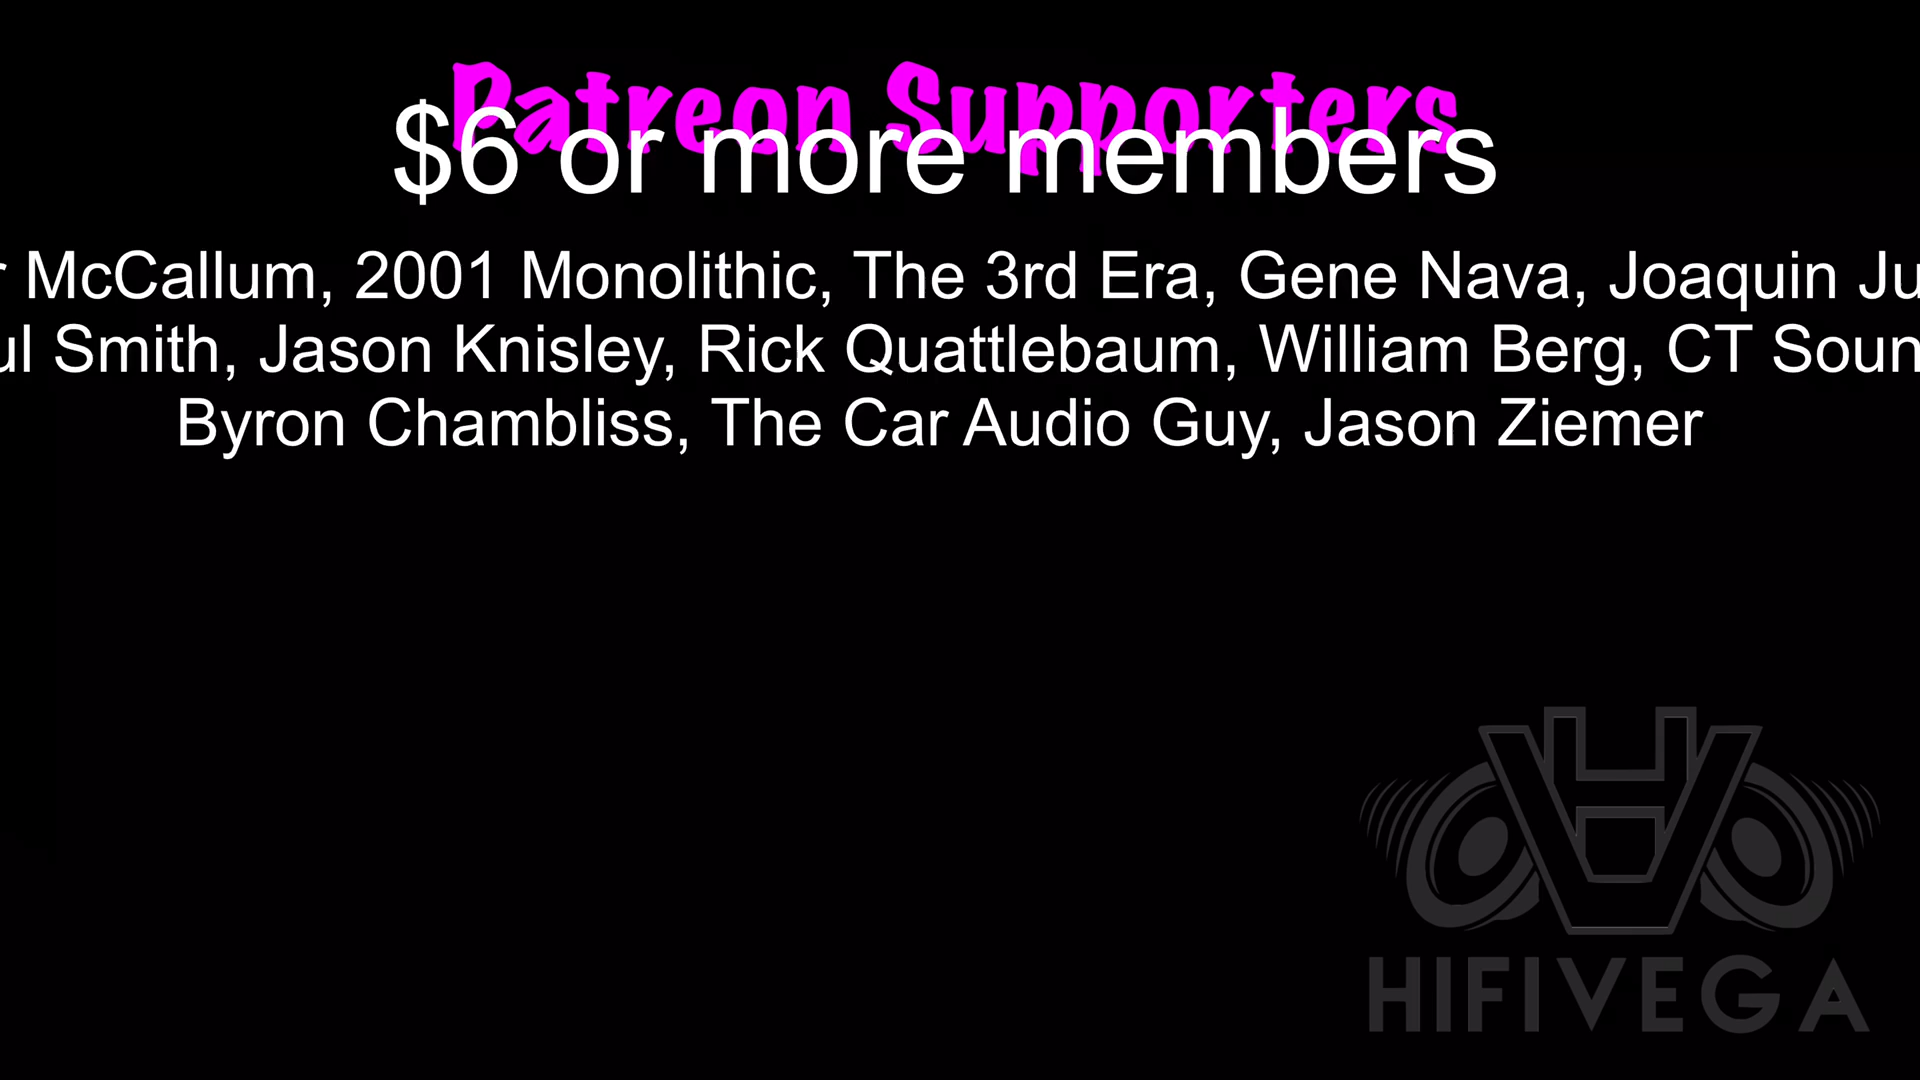 Patreon Supporters
$6 or more members
McCallum, 2001 Monolithic, The 3rd Era, Gene Nava, Joaquin
Smith, Jason Knisley, Rick Quattlebaum, William Berg, CT
Byron Chambliss, The Car Audio Guy, Jason Ziemer
HIFIVEGA